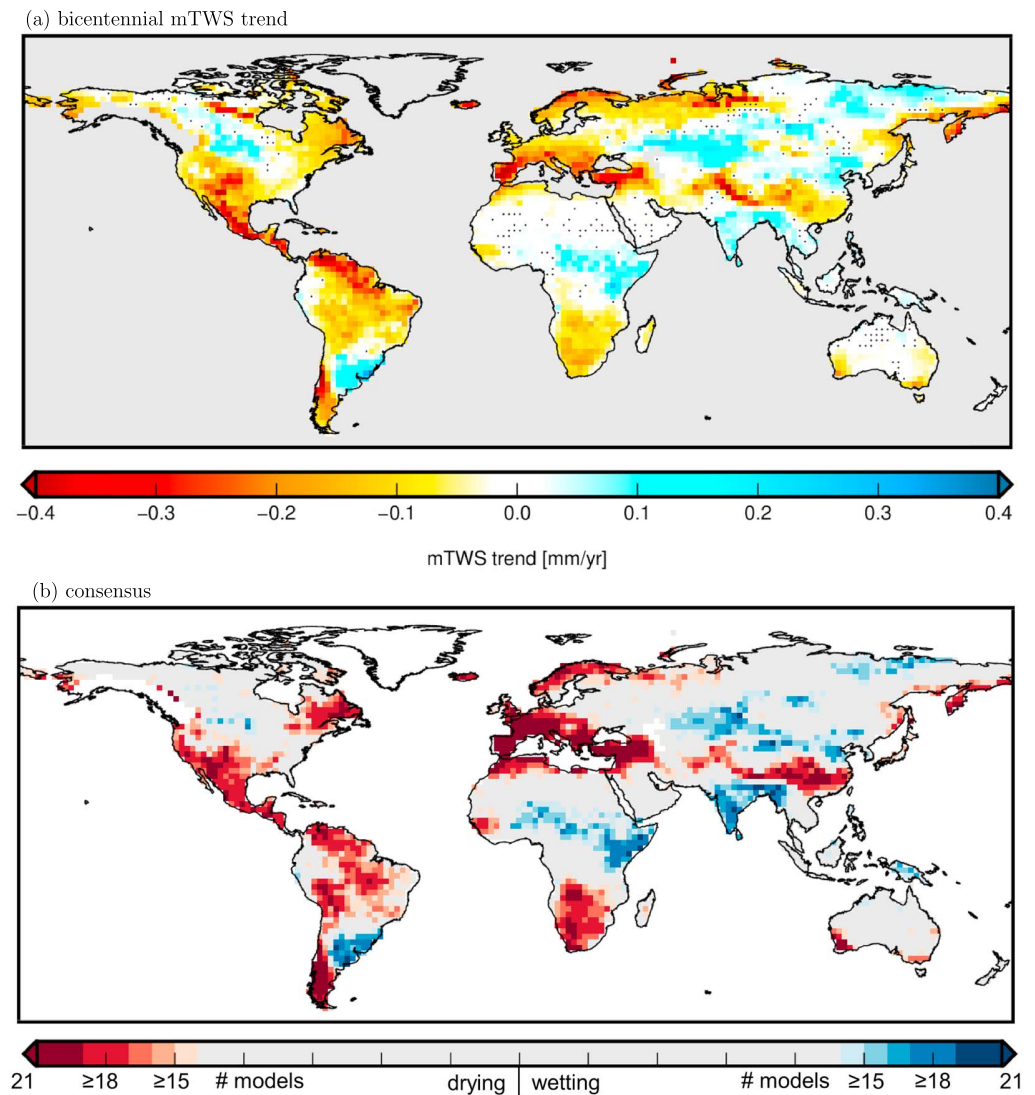 (a) bicentennial mTWS trend
−0.4 −0.3 −0.2 −0.1 0.0 0.1 0.2 0.3 0.4
mTWS trend [mm/yr]
(b) consensus
21 ≥18 ≥15 # models drying wetting # models ≥15 ≥18 21